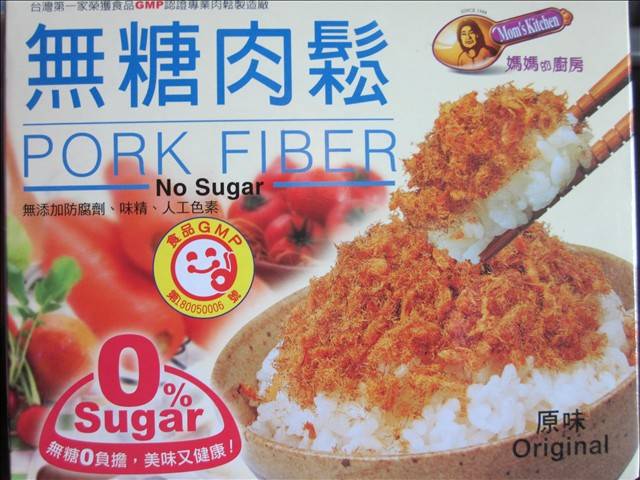 台灣第一家榮獲食品GMP認證專業肉鬆製造廠
SINCE 1968
Mom's Kitchen
媽媽的廚房
無糖肉鬆
PORK FIBER
No Sugar
無添加防腐劑、味精、人工色素
食品GMP
第180050006號
0%
Sugar
無糖0負擔，美味又健康！
原味
Original